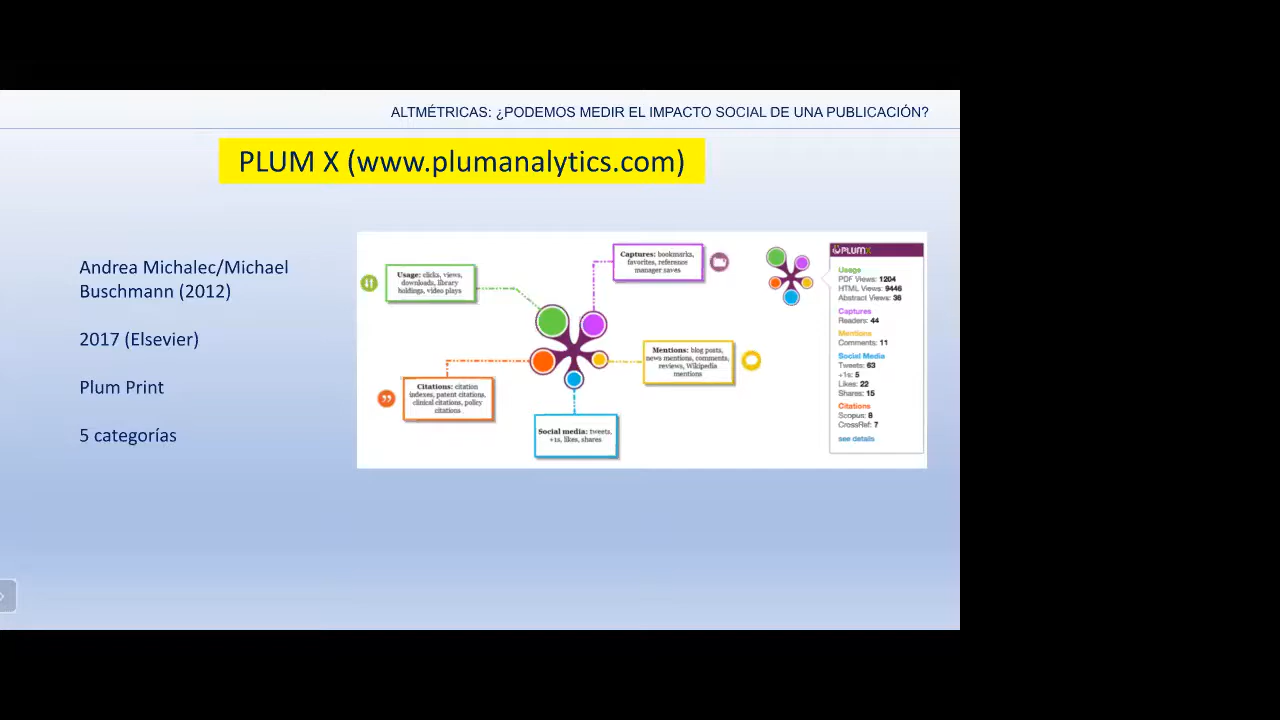 ALTMÉTRICAS: ¿PODEMOS MEDIR EL IMPACTO SOCIAL DE UNA PUBLICACIÓN?
PLUM X (www.plumanalytics.com)
Andrea Michalec/Michael
Buschmann (2012)
2017 (Elsevier)
Plum Print
5 categorías
Usage: clicks, views,
downloads, library
holdings, video plays
Captures: bookmarks,
favorites, reference
manager saves
Mentions: blog posts,
news mentions, comments,
reviews, Wikipedia
mentions
Citations: citation
indexes, patent citations,
clinical citations, policy
citations
Social media: tweets,
+1s, likes, shares
PLUMX
Usage
PDF Views: 1204
HTML Views: 9446
Abstract Views: 36
Captures
Readers: 44
Mentions
Comments: 11
Social Media
Tweets: 63
+1s: 5
Likes: 22
Shares: 15
Citations
Scopus: 8
CrossRef: 7
see details